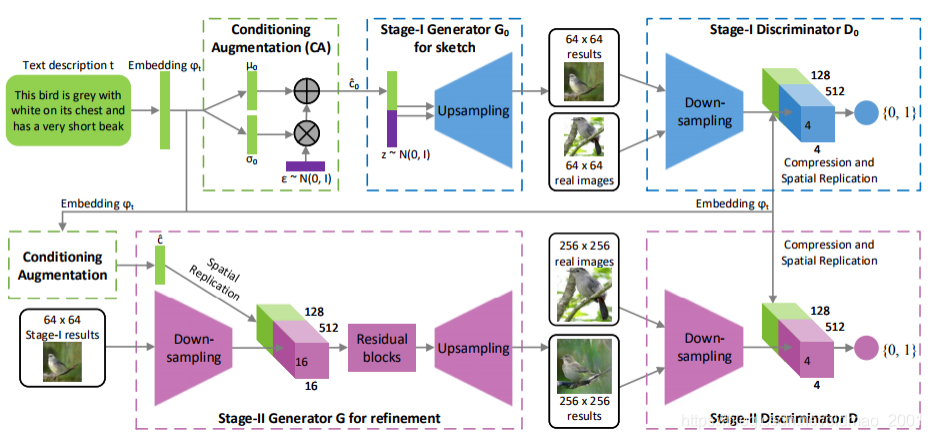 Conditioning
Augmentation (CA)
Stage-I Generator G₀
for sketch
Stage-I Discriminator D₀
Text description t
Embedding φₜ
This bird is grey with
white on its chest and
has a very short beak
μ₀
σ₀
ε ~ N(0, I)
ĉ₀
z ~ N(0, I)
Upsampling
64 x 64
results
64 x 64
real images
Down-
sampling
128
512
4
4
{0, 1}
Compression and
Spatial Replication
Embedding φₜ
Embedding φₜ
Conditioning
Augmentation
64 x 64
Stage-I results
ĉ
Spatial
Replication
Down-
sampling
128
512
16
16
Residual
blocks
Upsampling
Stage-II Generator G for refinement
256 x 256
real images
256 x 256
results
Compression and
Spatial Replication
Down-
sampling
128
512
4
4
{0, 1}
Stage-II Discriminator D